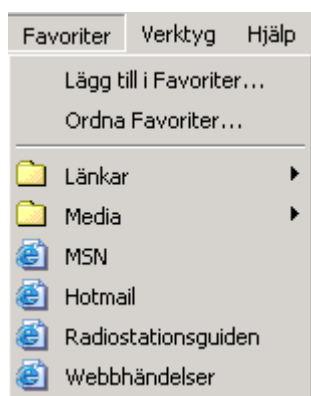 Favoriter Verktyg Hjälp
Lägg till i Favoriter...
Ordna Favoriter...
Länkar
Media
MSN
Hotmail
Radiostationsguiden
Webbhändelser